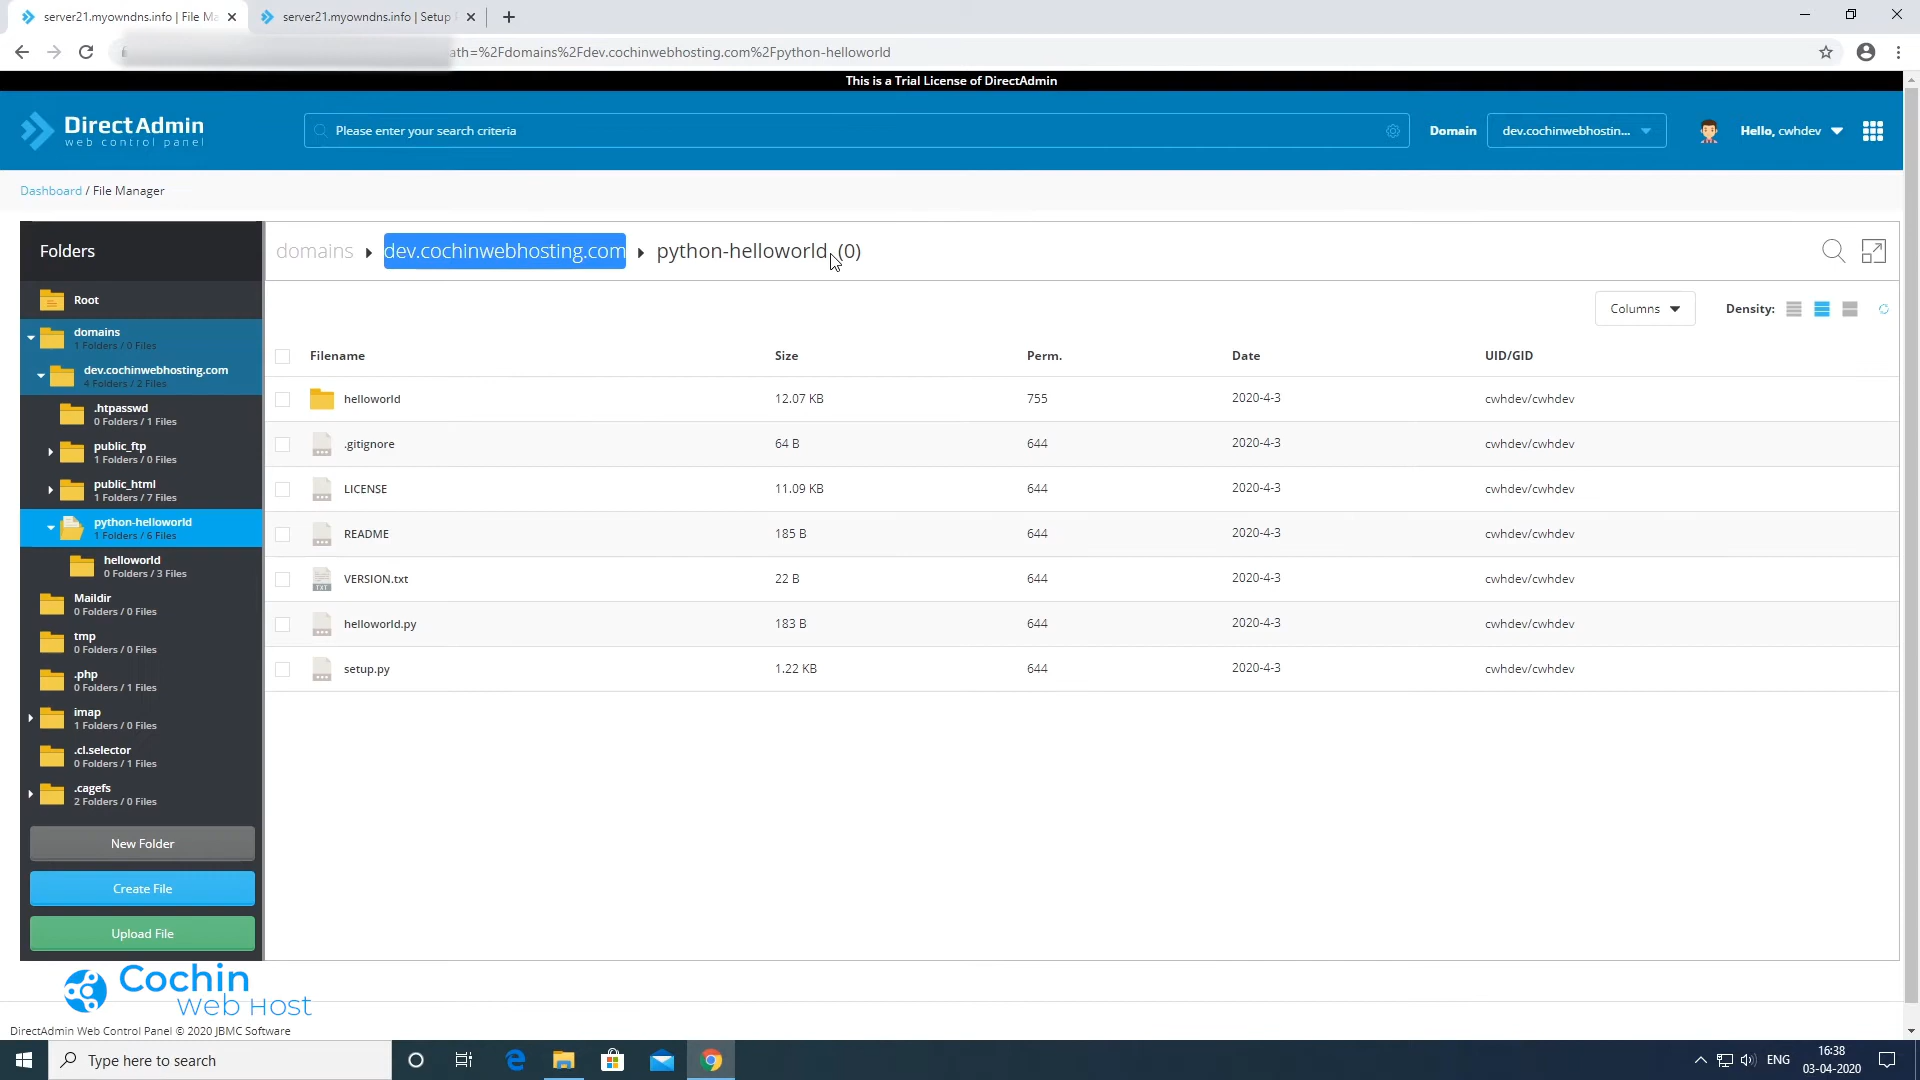 server21.myowndns.info | File Ma
server21.myowndns.info | Setup
ath=%2Fdomains%2Fdev.cochinwebhosting.com%2Fpython-helloworld
This is a Trial License of DirectAdmin
DirectAdmin
web control panel
Please enter your search criteria
Domain
dev.cochinwebhostin...
Hello, cwhdev
Dashboard / File Manager
Folders
domains dev.cochinwebhosting.com python-helloworld (0)
Root
domains
1 Folders / 0 Files
dev.cochinwebhosting.com
4 Folders / 2 Files
.htpasswd
0 Folders / 1 Files
public_ftp
1 Folders / 0 Files
public_html
1 Folders / 7 Files
python-helloworld
1 Folders / 6 Files
helloworld
0 Folders / 3 Files
Maildir
0 Folders / 0 Files
tmp
0 Folders / 0 Files
.php
0 Folders / 1 Files
imap
1 Folders / 0 Files
.cl.selector
0 Folders / 1 Files
.cagefs
2 Folders / 0 Files
New Folder
Create File
Upload File
Columns
Density:
Filename Size Perm. Date UID/GID
helloworld 12.07 KB 755 2020-4-3 cwhdev/cwhdev
.gitignore 64 B 644 2020-4-3 cwhdev/cwhdev
LICENSE 11.09 KB 644 2020-4-3 cwhdev/cwhdev
README 185 B 644 2020-4-3 cwhdev/cwhdev
VERSION.txt 22 B 644 2020-4-3 cwhdev/cwhdev
helloworld.py 183 B 644 2020-4-3 cwhdev/cwhdev
setup.py 1.22 KB 644 2020-4-3 cwhdev/cwhdev
Cochin
Web Host
DirectAdmin Web Control Panel © 2020 JBMC Software
Type here to search
ENG
16:38
03-04-2020